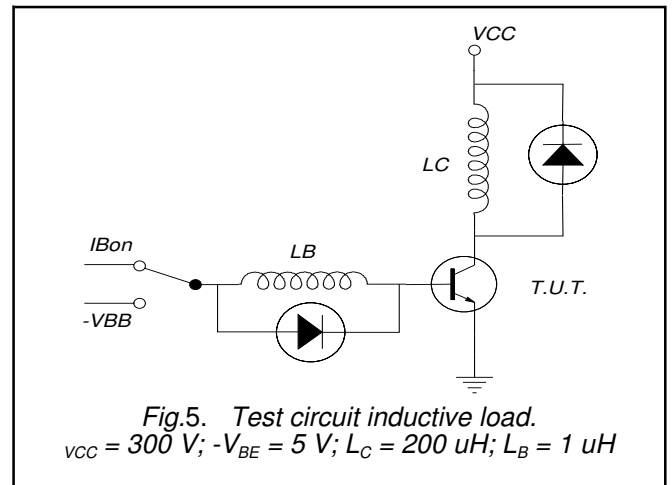 VCC
LC
IBon
LB
-VBB
T.U.T.
Fig.5. Test circuit inductive load.
VCC = 300 V; -VBE = 5 V; LC = 200 uH; LB = 1 uH